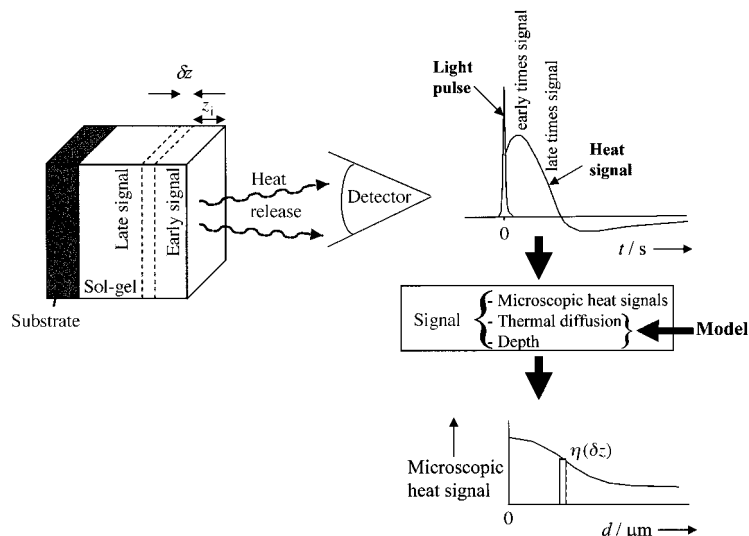 δz
z₁
Late signal
Early signal
Sol-gel
Substrate
Heat
release
Detector
Light
pulse
early times signal
late times signal
Heat
signal
0
t / s
Signal
- Microscopic heat signals
- Thermal diffusion
- Depth
Model
Microscopic
heat signal
η(δz)
0
d / μm